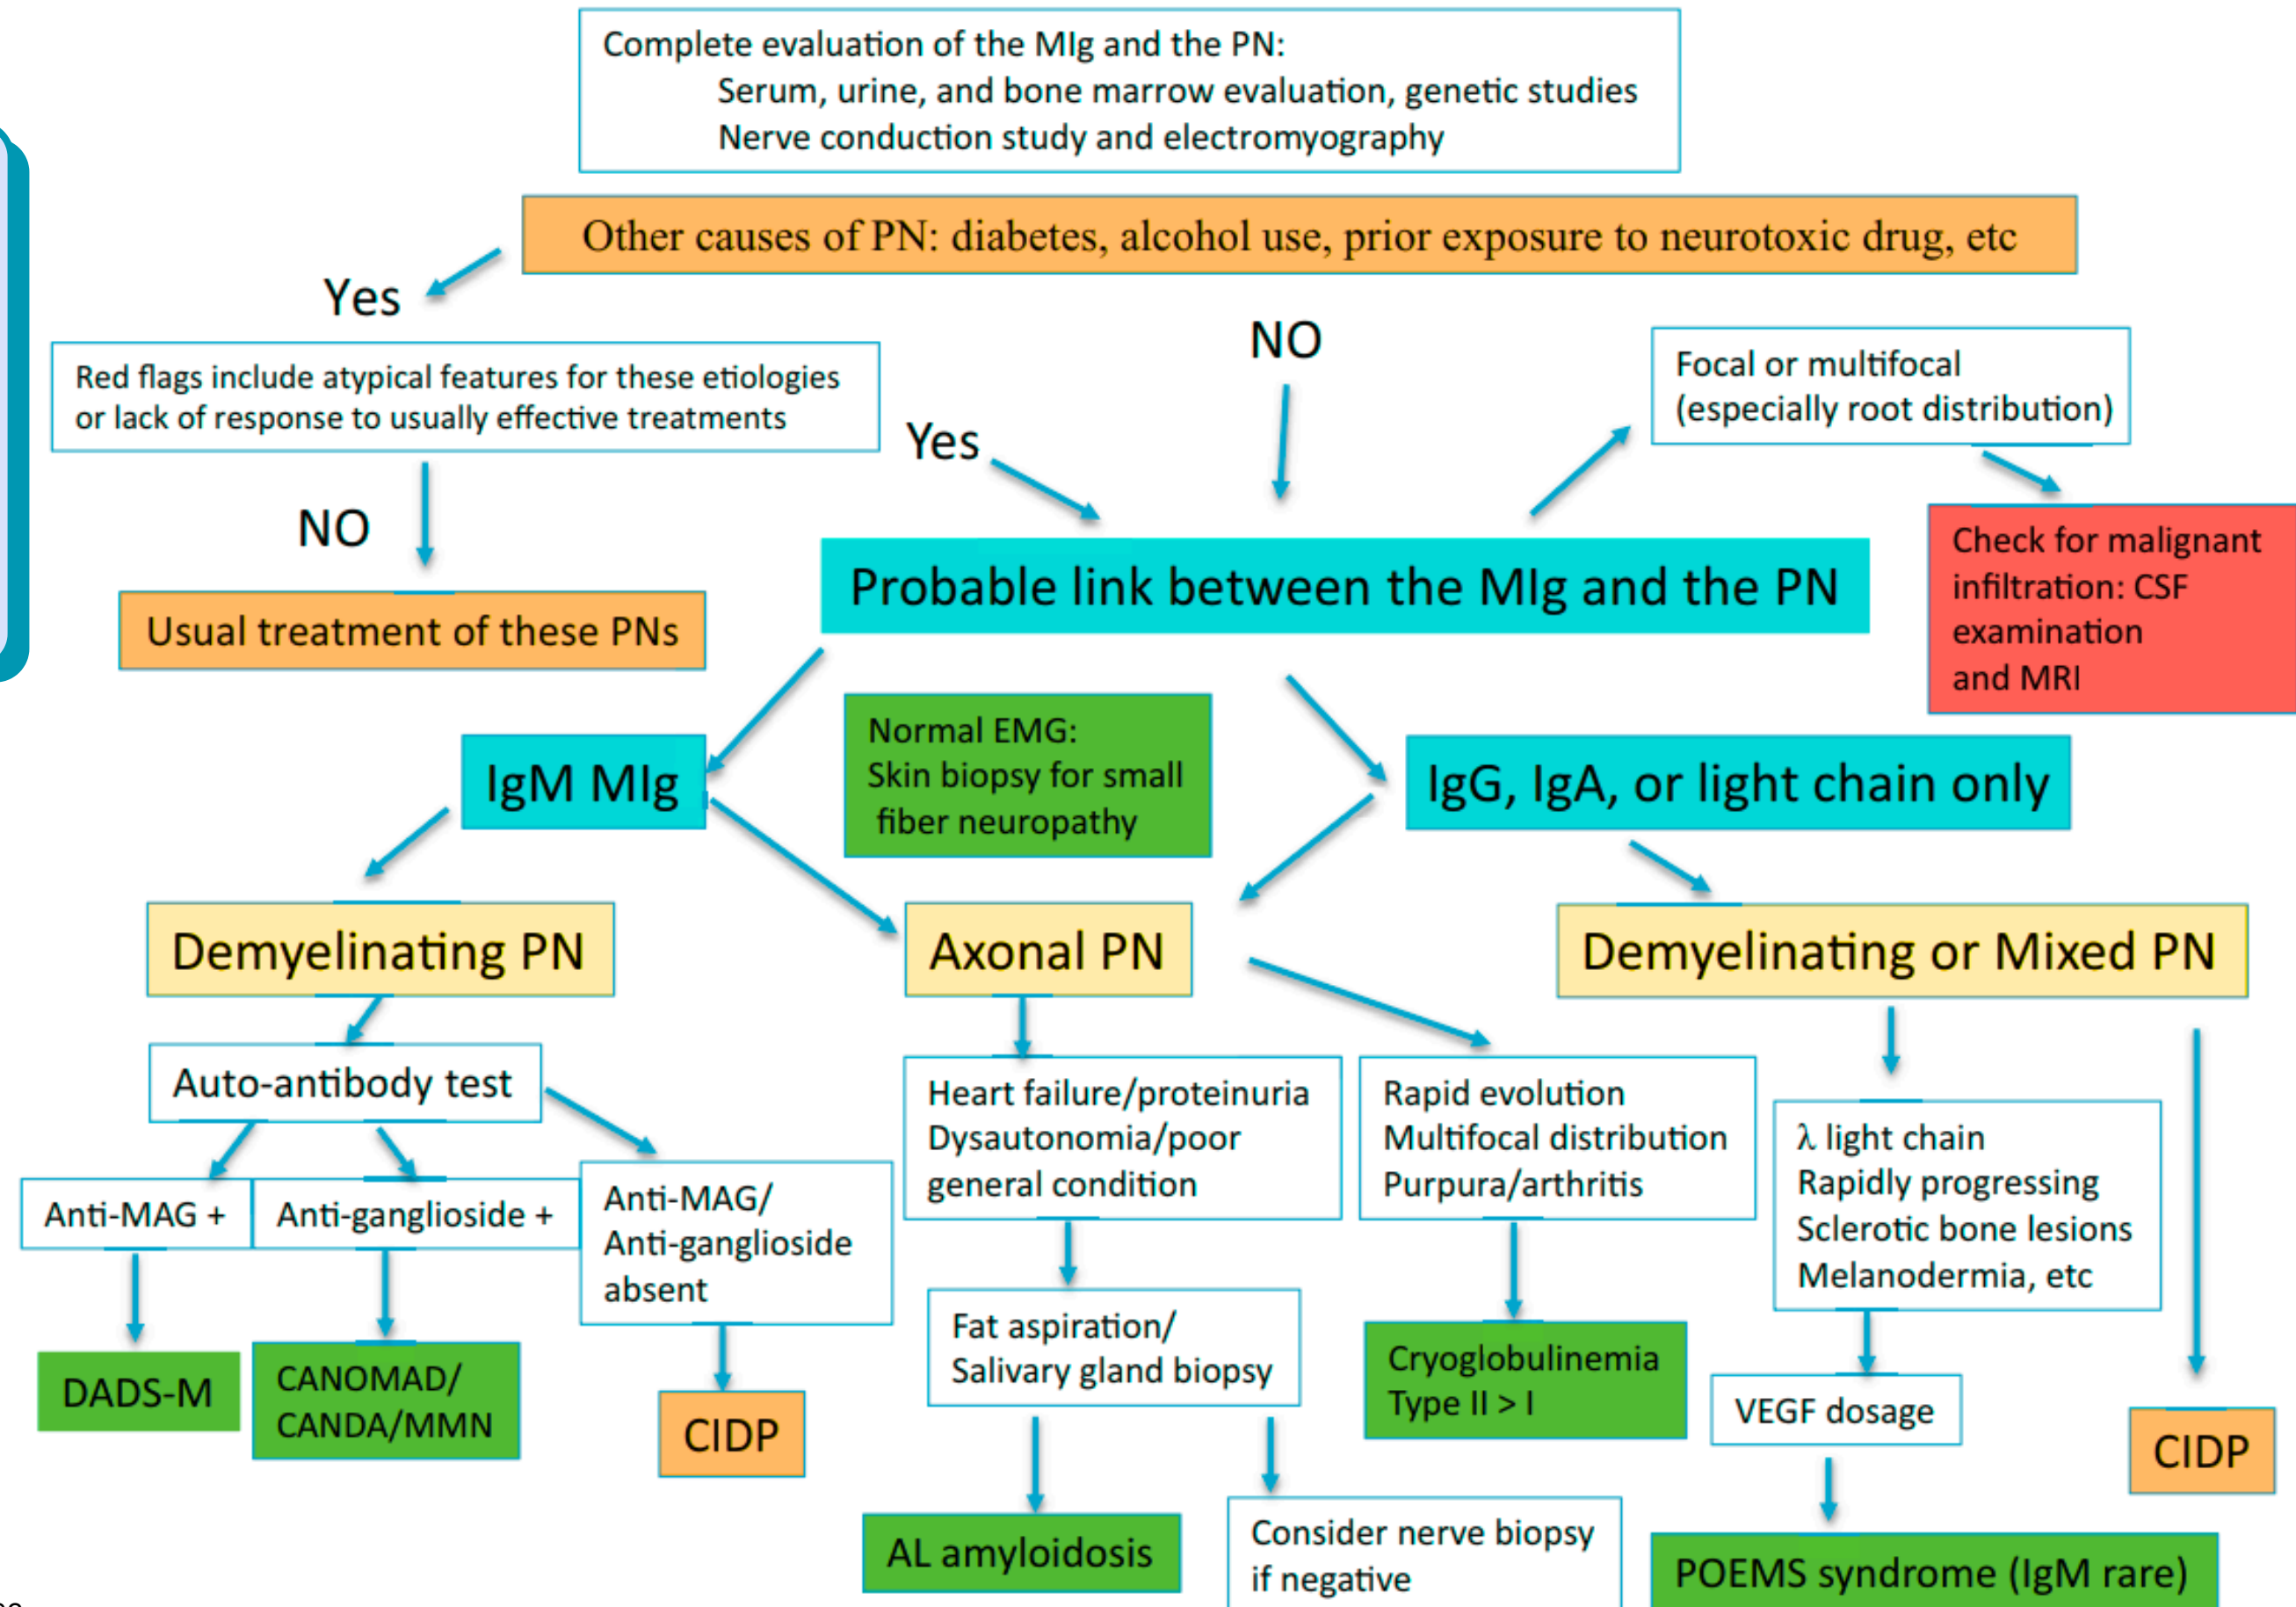 Complete evaluation of the MIg and the PN:
Serum, urine, and bone marrow evaluation, genetic studies
Nerve conduction study and electromyography
Other causes of PN: diabetes, alcohol use, prior exposure to neurotoxic drug, etc
Yes
NO
Red flags include atypical features for these etiologies
or lack of response to usually effective treatments
Yes
Focal or multifocal
(especially root distribution)
NO
Usual treatment of these PNs
Probable link between the MIg and the PN
Check for malignant
infiltration: CSF
examination
and MRI
IgM MIg
Normal EMG:
Skin biopsy for small
fiber neuropathy
IgG, IgA, or light chain only
Demyelinating PN
Axonal PN
Demyelinating or Mixed PN
Auto-antibody test
Anti-MAG +
Anti-ganglioside +
Anti-MAG/
Anti-ganglioside
absent
Heart failure/proteinuria
Dysautonomia/poor
general condition
Rapid evolution
Multifocal distribution
Purpura/arthritis
λ light chain
Rapidly progressing
Sclerotic bone lesions
Melanodermia, etc
DADS-M
CANOMAD/
CANDA/MMN
CIDP
Fat aspiration/
Salivary gland biopsy
Cryoglobulinemia
Type II > I
VEGF dosage
CIDP
AL amyloidosis
Consider nerve biopsy
if negative
POEMS syndrome (IgM rare)